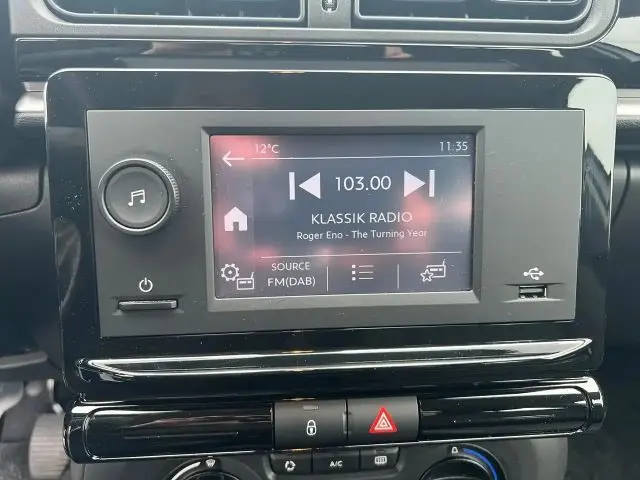 12°C 11:35
103.00
KLASSIK RADIO
Roger Eno - The Turning Year
SOURCE
FM(DAB)
A/C